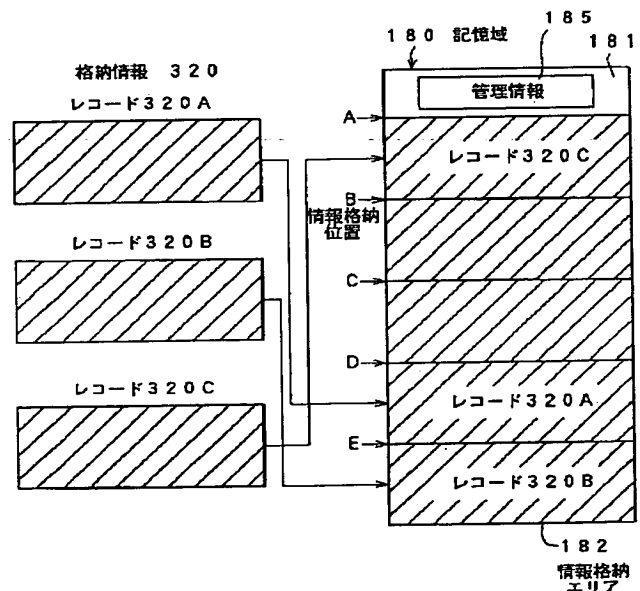 格納情報 320
レコード320A
レコード320B
レコード320C
180 記憶域
185
181
管理情報
A
レコード320C
B
情報格納
位置
C
D
レコード320A
E
レコード320B
182
情報格納
エリア